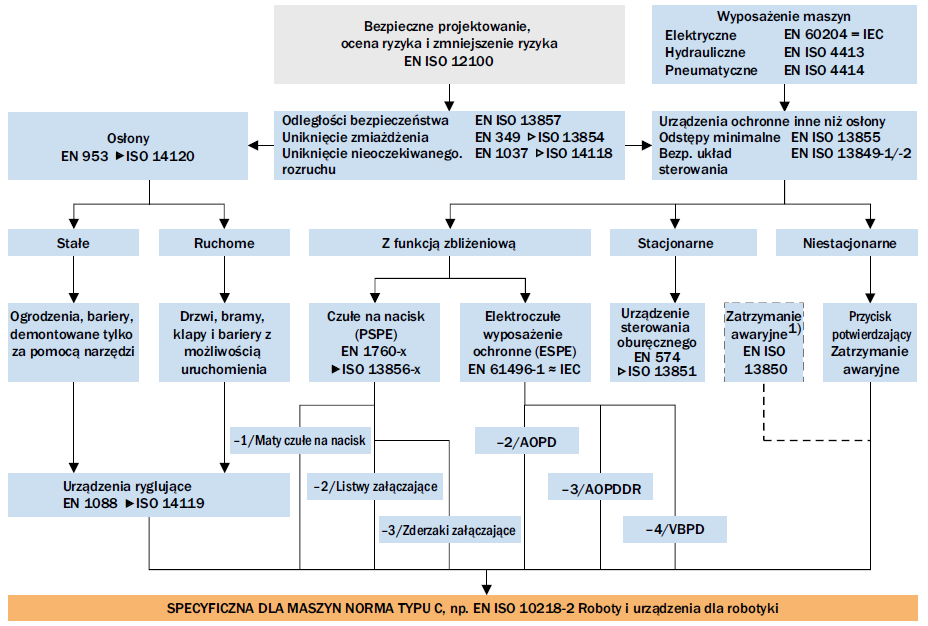 Bezpieczne projektowanie,
ocena ryzyka i zmniejszenie ryzyka
EN ISO 12100
Wyposażenie maszyn
Elektryczne EN 60204 = IEC
Hydrauliczne EN ISO 4413
Pneumatyczne EN ISO 4414
Osłony
EN 953 ▶ISO 14120
Odległości bezpieczeństwa EN ISO 13857
Uniknięcie zmiażdżenia EN 349 ▷ISO 13854
Uniknięcie nieoczekiwanego. EN 1037 ▷ISO 14118
rozruchu
Urządzenia ochronne inne niż osłony
Odstępy minimalne EN ISO 13855
Bezp. układ EN ISO 13849-1/-2
sterowania
Stałe
Ruchome
Z funkcją zbliżeniową
Stacjonarne
Niestacjonarne
Ogrodzenia, bariery,
demontowane tylko
za pomocą narzędzi
Drzwi, bramy,
klapy i bariery z
możliwością
uruchomienia
Czułe na nacisk
(PSPE)
EN 1760-x
▶ISO 13856-x
Elektroczułe
wyposażenie
ochronne (ESPE)
EN 61496-1 ≈ IEC
Urządzenie
sterowania
oburęcznego
EN 574
▷ISO 13851
Zatrzymanie
awaryjne1)
EN ISO
13850
Przycisk
potwierdzający
Zatrzymanie
awaryjne
–1/Maty czułe na nacisk
–2/AOPD
–2/Listwy załączające
–3/AOPDDR
–3/Zderzaki załączające
–4/VBPD
Urządzenia ryglujące
EN 1088 ▶ISO 14119
SPECYFICZNA DLA MASZYN NORMA TYPU C, np. EN ISO 10218-2 Roboty i urządzenia dla robotyki